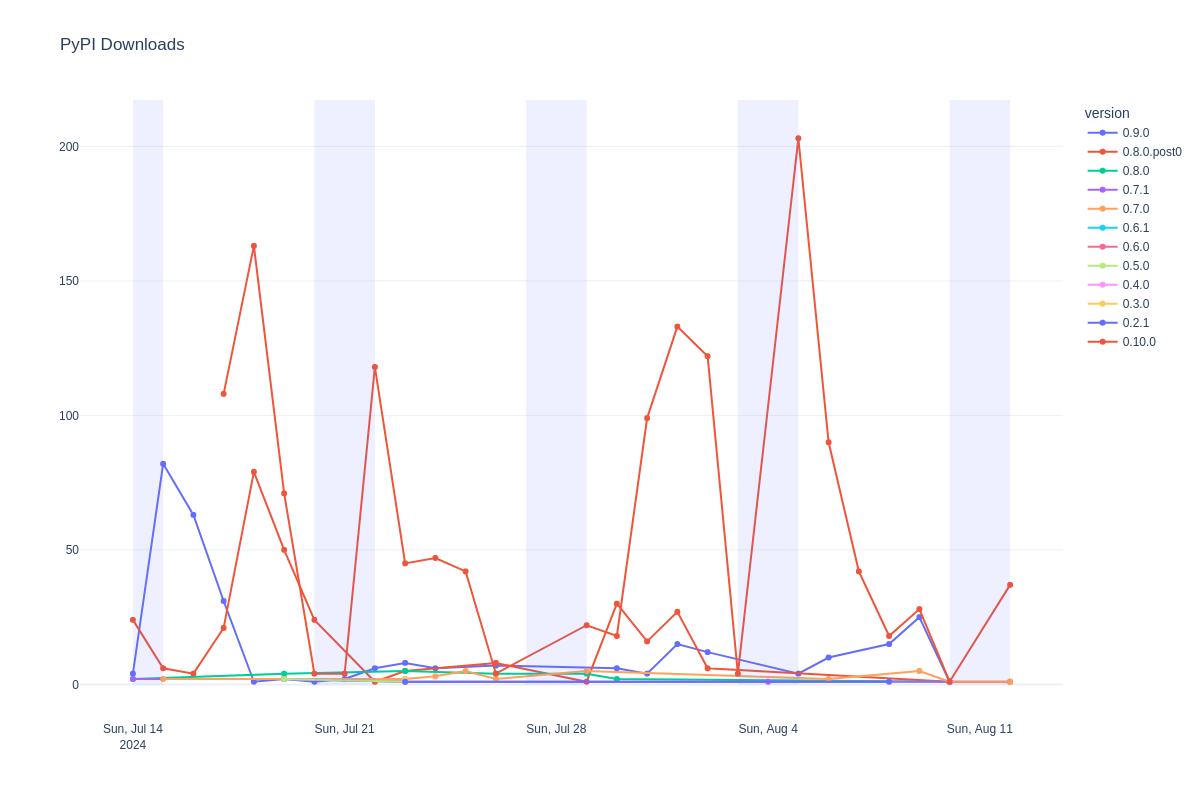 PyPI Downloads
200
150
100
50
0
Sun, Jul 14
2024
Sun, Jul 21
Sun, Jul 28
Sun, Aug 4
Sun, Aug 11
version
0.9.0
0.8.0.post0
0.8.0
0.7.1
0.7.0
0.6.1
0.6.0
0.5.0
0.4.0
0.3.0
0.2.1
0.10.0